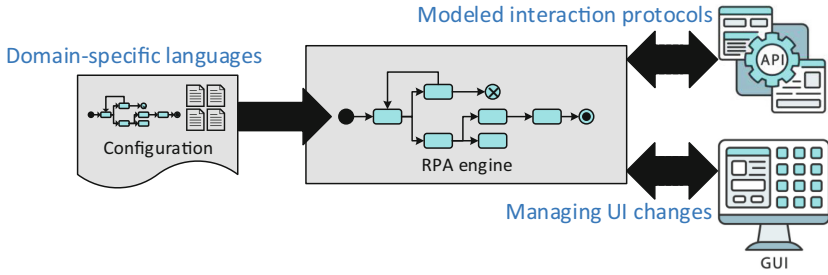 Modeled interaction protocols
Domain-specific languages
API
Configuration
RPA engine
Managing UI changes
GUI